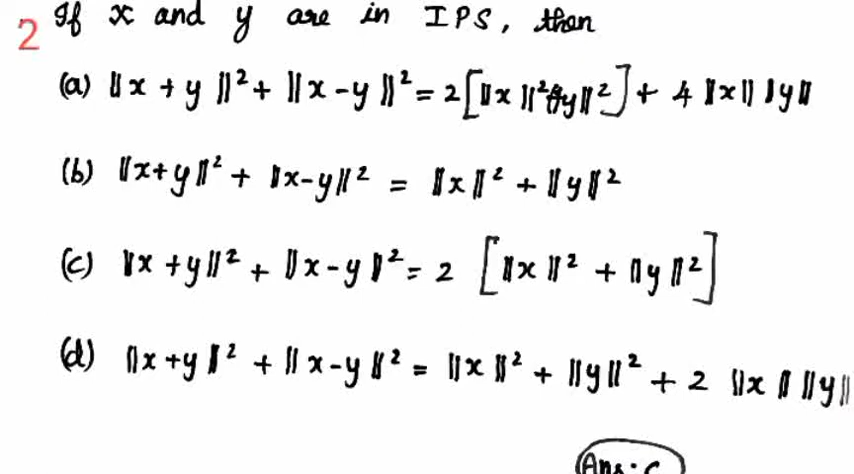 2 If x and y are in IPS, then
(a) ||x + y||² + ||x - y||² = 2[||x||² + ||y||²] + 4 ||x|| ||y||
(b) ||x+y||² + ||x-y||² = ||x||² + ||y||²
(c) ||x + y||² + ||x - y||² = 2 [||x||² + ||y||²]
(d) ||x + y||² + ||x - y||² = ||x||² + ||y||² + 2 ||x|| ||y||
Ans: c